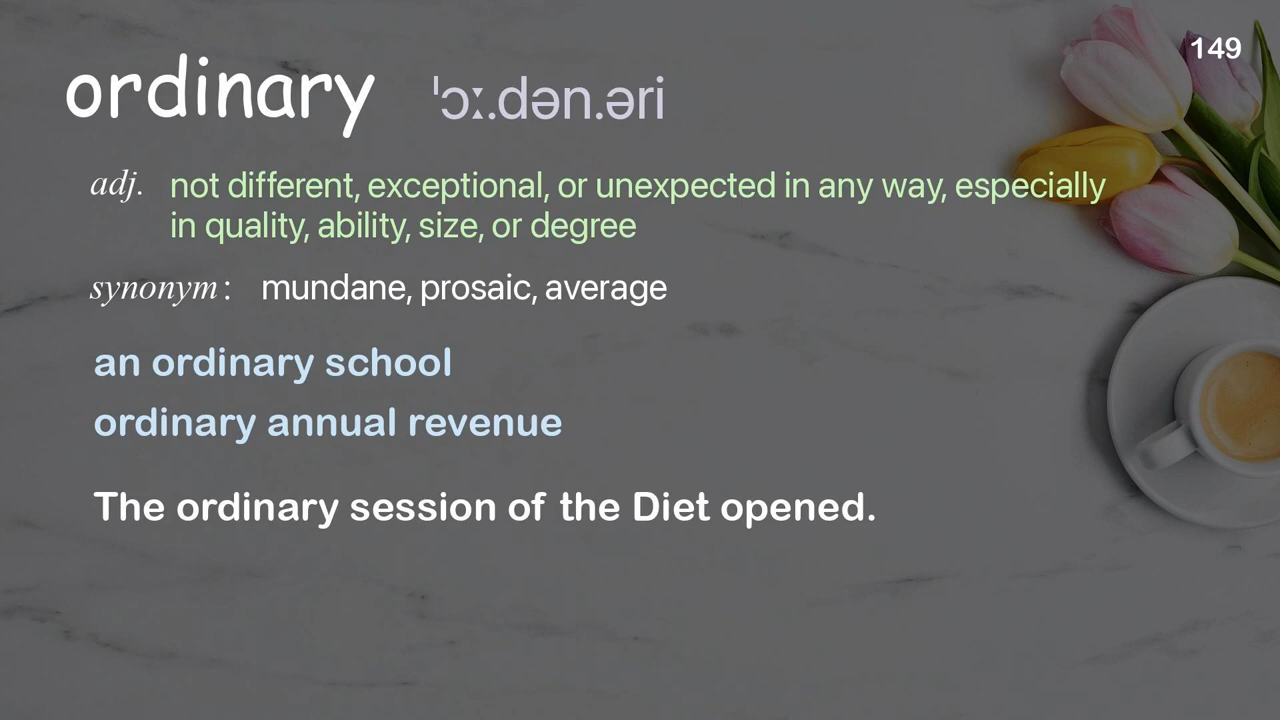 149
ordinary ˈɔː.dən.əri
adj. not different, exceptional, or unexpected in any way, especially
in quality, ability, size, or degree
synonym: mundane, prosaic, average
an ordinary school
ordinary annual revenue
The ordinary session of the Diet opened.